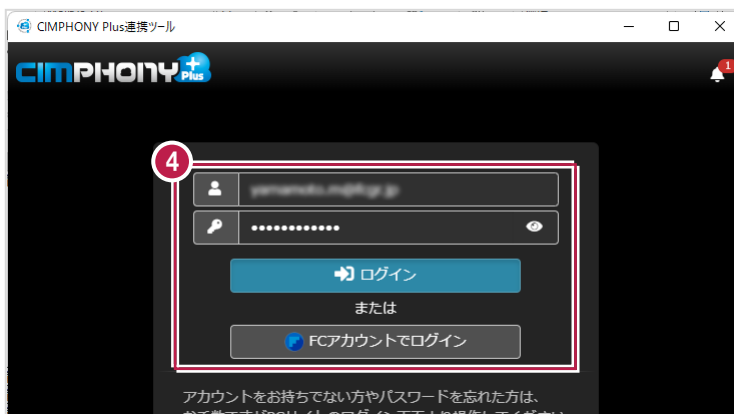 CIMPHONY Plus連携ツール
CIMPHONY Plus
1
4
••••••••••••
ログイン
または
FCアカウントでログイン
アカウントをお持ちでない方やパスワードを忘れた方は、